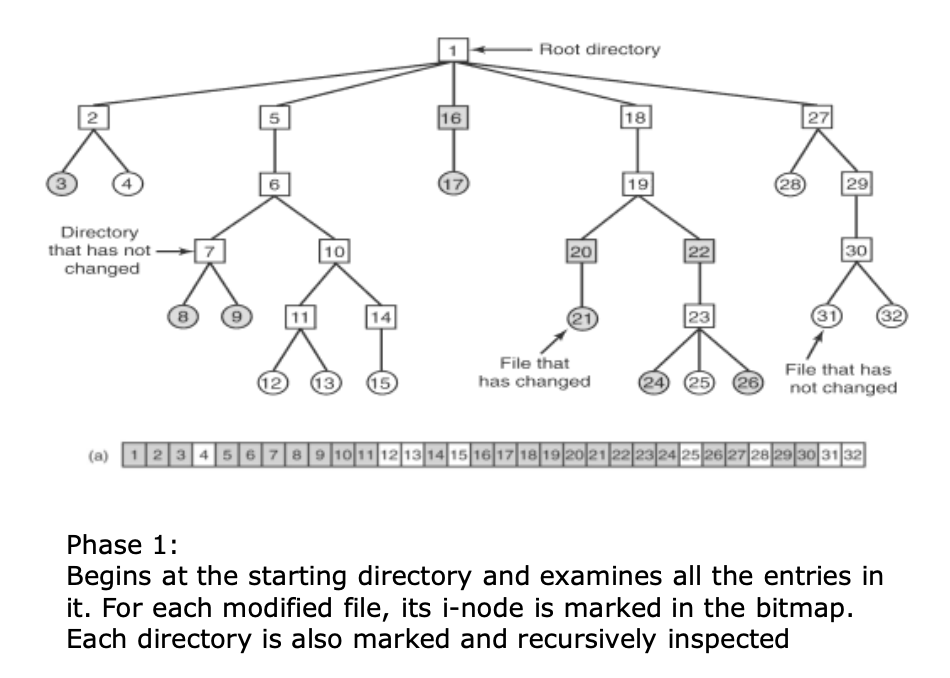 1 Root directory
2 5 16 18 27
3 4 6 17 19 28 29
Directory
that has not
changed
7 10 20 22 30
8 9 11 14 21 23 31 32
File that
has changed
File that has
not changed
12 13 15 24 25 26
(a) 1 2 3 4 5 6 7 8 9 10 11 12 13 14 15 16 17 18 19 20 21 22 23 24 25 26 27 28 29 30 31 32
Phase 1:
Begins at the starting directory and examines all the entries in
it. For each modified file, its i-node is marked in the bitmap.
Each directory is also marked and recursively inspected